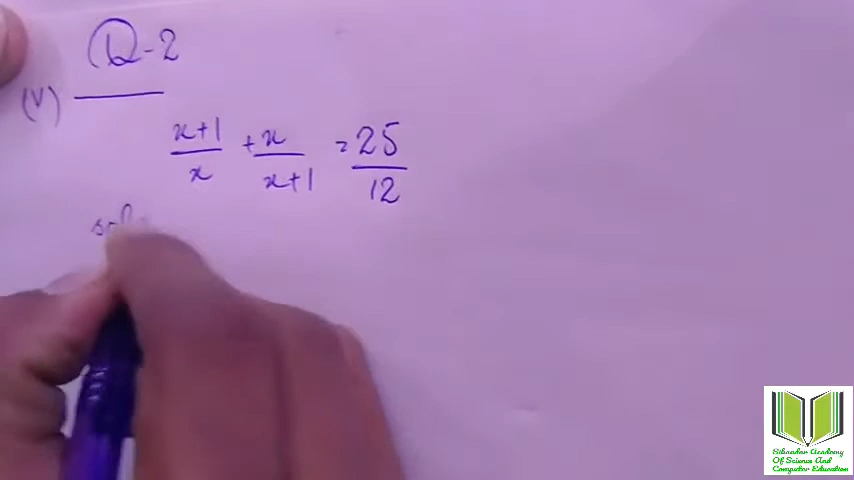 Q-2
(V)
x+1/x + x/x+1 = 25/12
Sikandar Academy
Of Science And
Computer Education